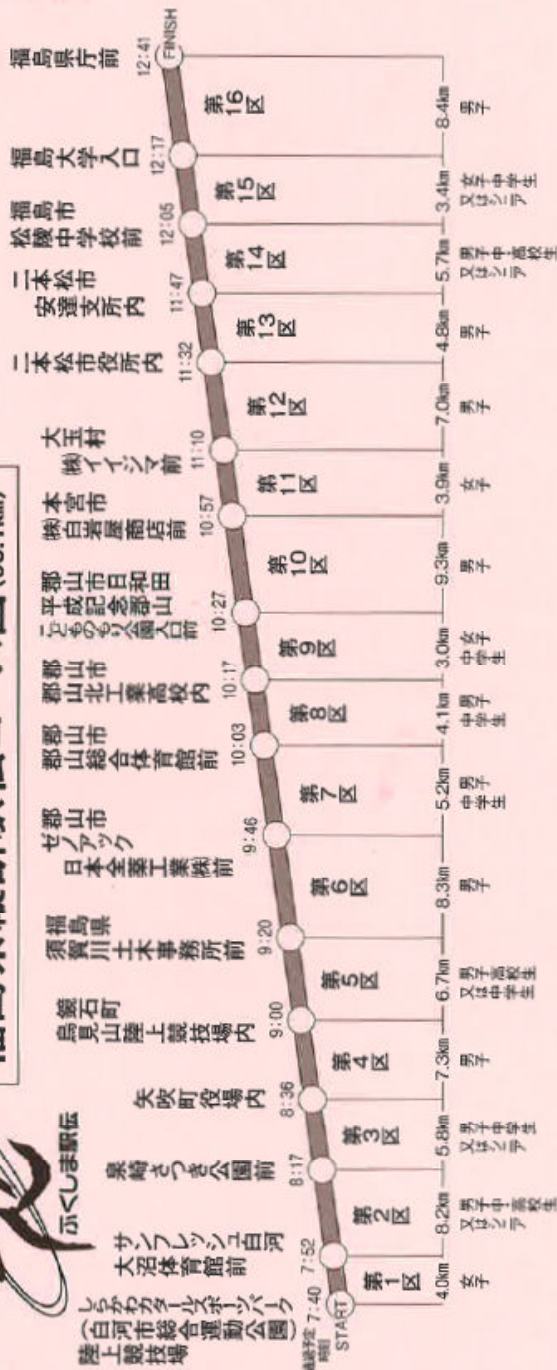 ふくしま駅伝
しらかわカタールスポーツパーク
(白河市総合運動公園)
陸上競技場
7:40
START
サンフレッシュ白河
大沼体育館前
7:52
泉崎さつき公園前
8:17
矢吹町役場内
8:36
鏡石町
鳥見山陸上競技場内
9:00
福島県
須賀川土木事務所前
9:20
郡山市
ゼノアック
日本全薬工業㈱前
9:46
郡山市
郡山総合体育館前
10:03
郡山市
郡山北工業高校内
10:17
郡山市日和田
平成記念郡山
こどものもり公園入口前
10:27
本宮市
㈱白岩屋商店前
10:57
大玉村
㈱イイジマ前
11:10
二本松市役所内
11:32
二本松市
安達支所内
11:47
福島市
松陵中学校前
12:05
福島大学入口
12:17
福島県庁前
12:41
FINISH
第1区
第2区
第3区
第4区
第5区
第6区
第7区
第8区
第9区
第10区
第11区
第12区
第13区
第14区
第15区
第16区
4.0km
女子
8.2km
男子中・高校生
又はシニア
5.8km
男子中学生
又はシニア
7.3km
男子
6.7km
男子高校生
又は中学生
8.3km
男子
5.2km
男子
中学生
4.1km
男子
中学生
3.0km
女子
中学生
9.3km
男子
3.9km
女子
7.0km
男子
4.8km
男子
5.7km
男子中・高校生
又はシニア
3.4km
女子中学生
又はシニア
8.4km
男子